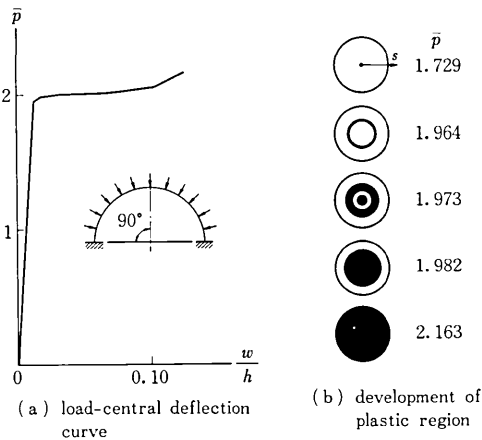 p̄
2
1
0
0.10
w
h
90°
(a) load-central deflection
curve
p̄
s
1.729
1.964
1.973
1.982
2.163
(b) development of
plastic region